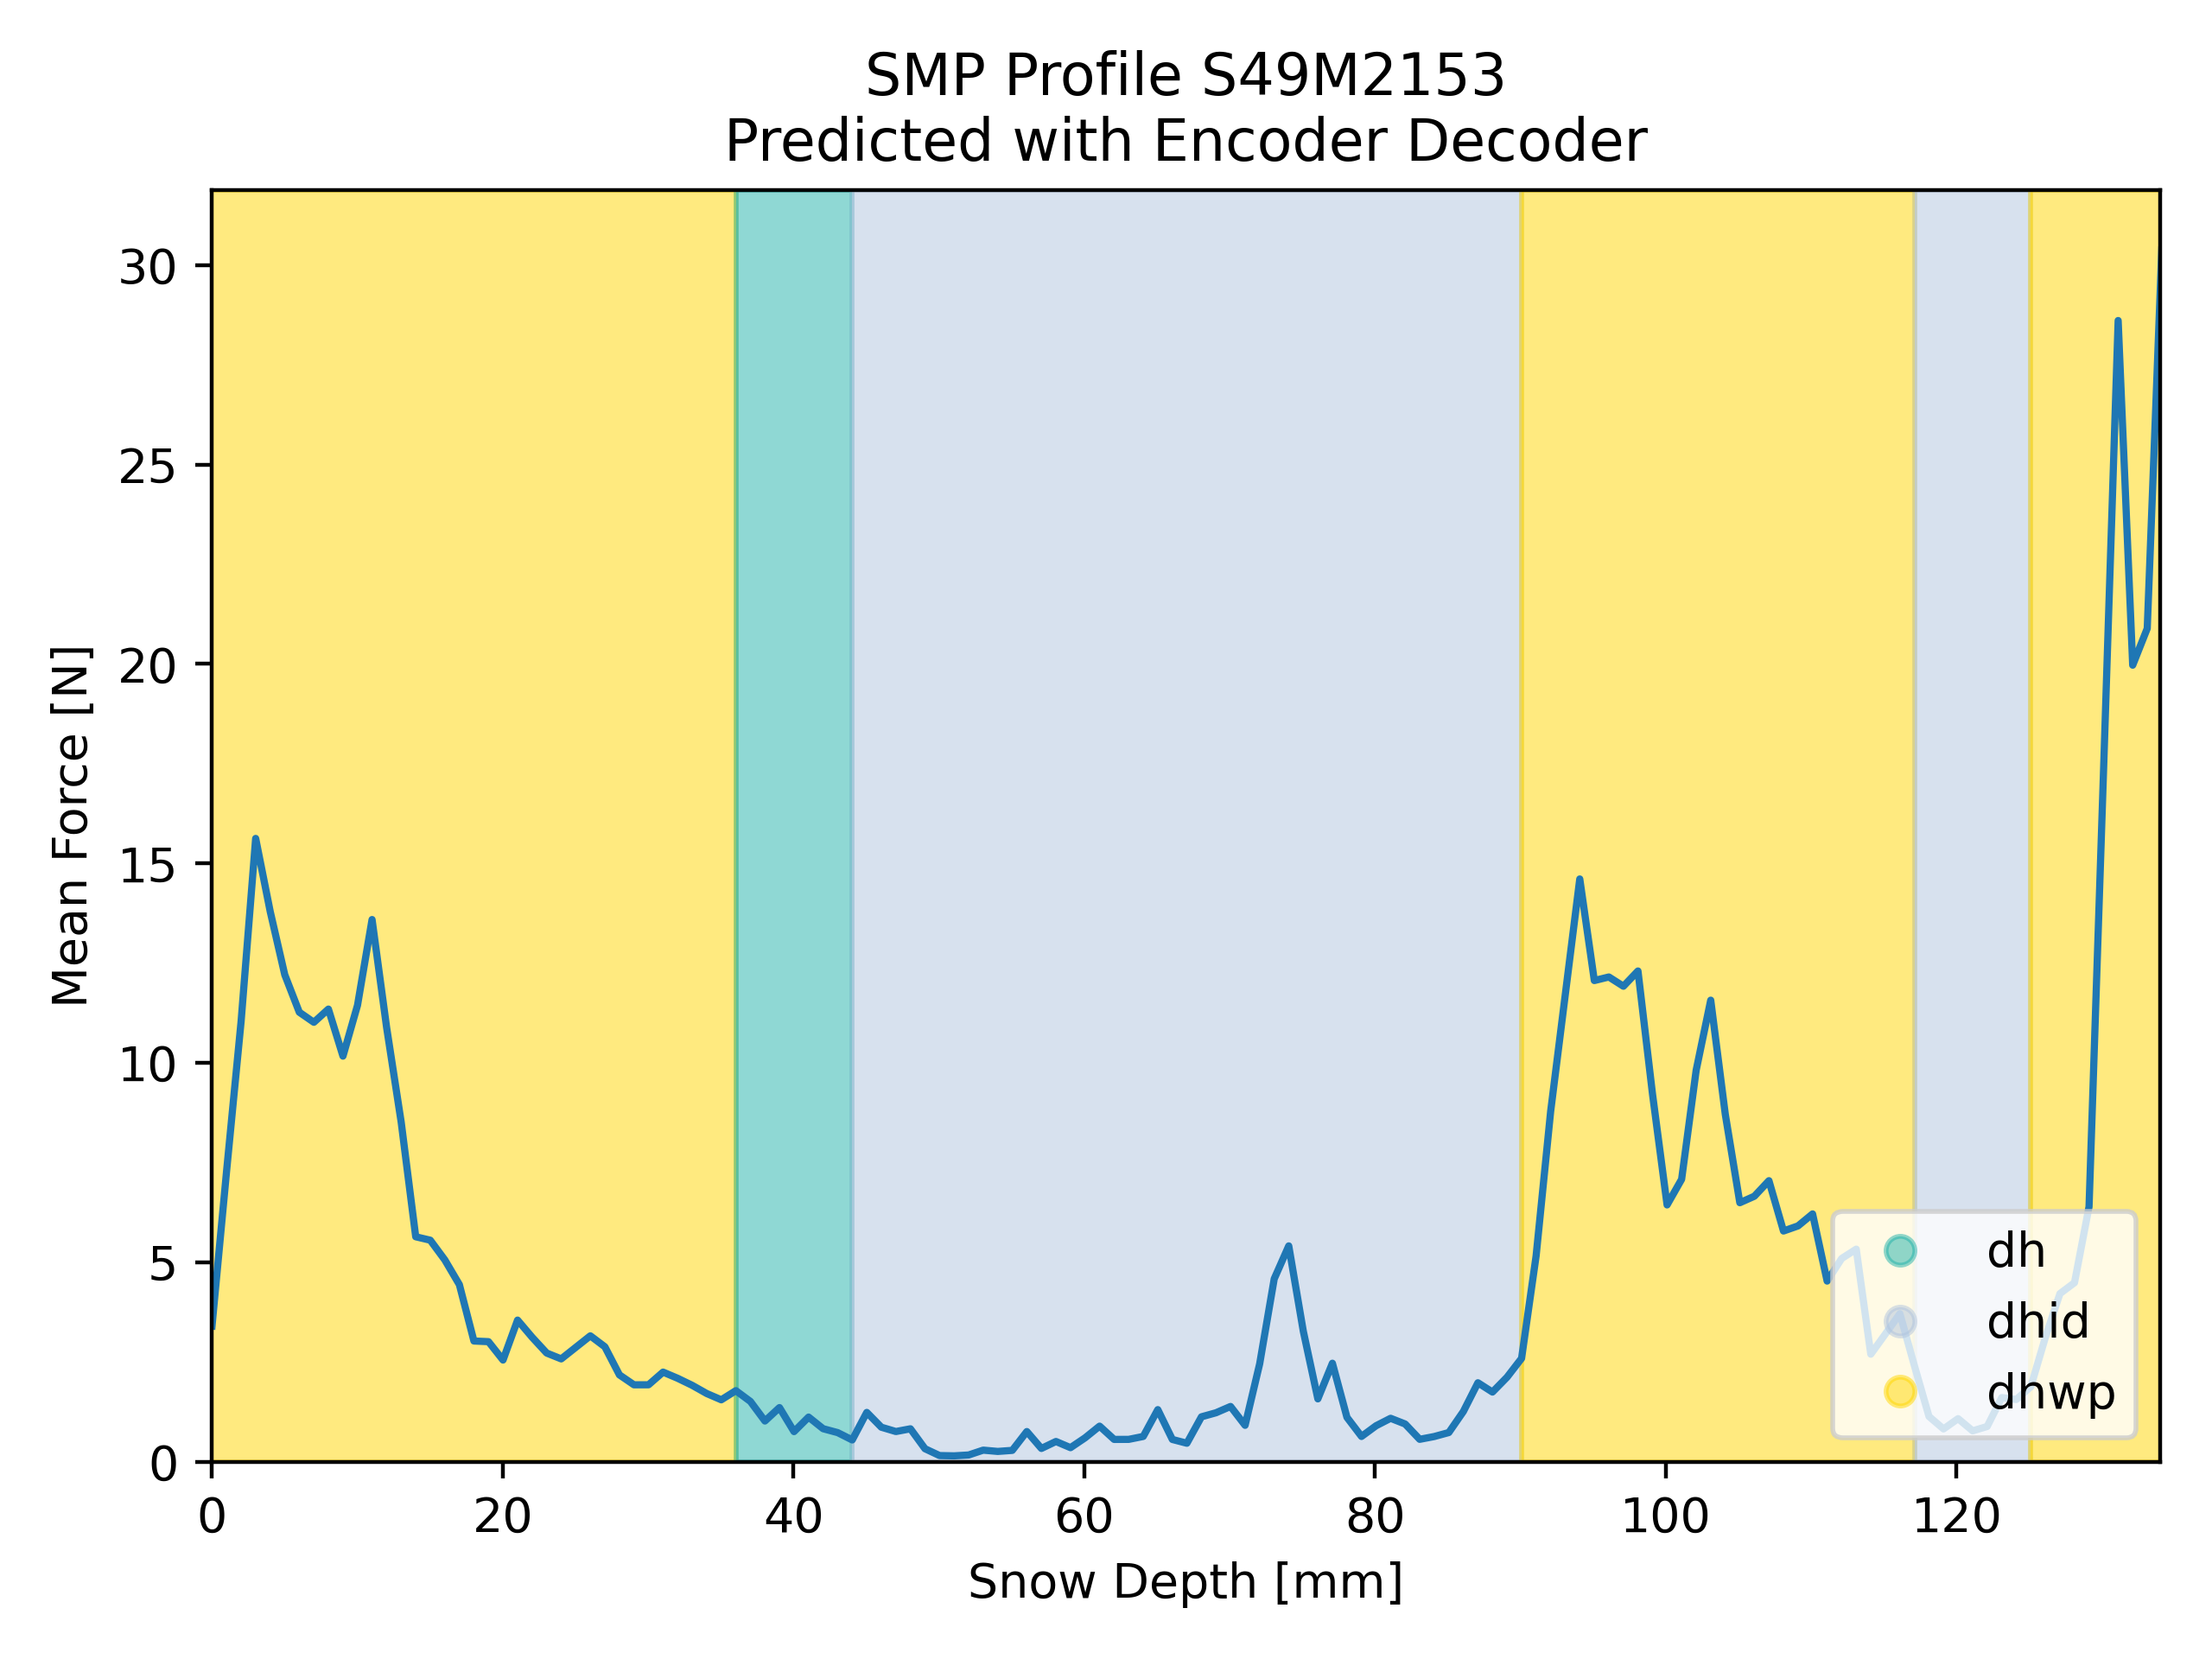 SMP Profile S49M2153
Predicted with Encoder Decoder
Mean Force [N]
30
25
20
15
10
5
0
dh
dhid
dhwp
0 20 40 60 80 100 120
Snow Depth [mm]